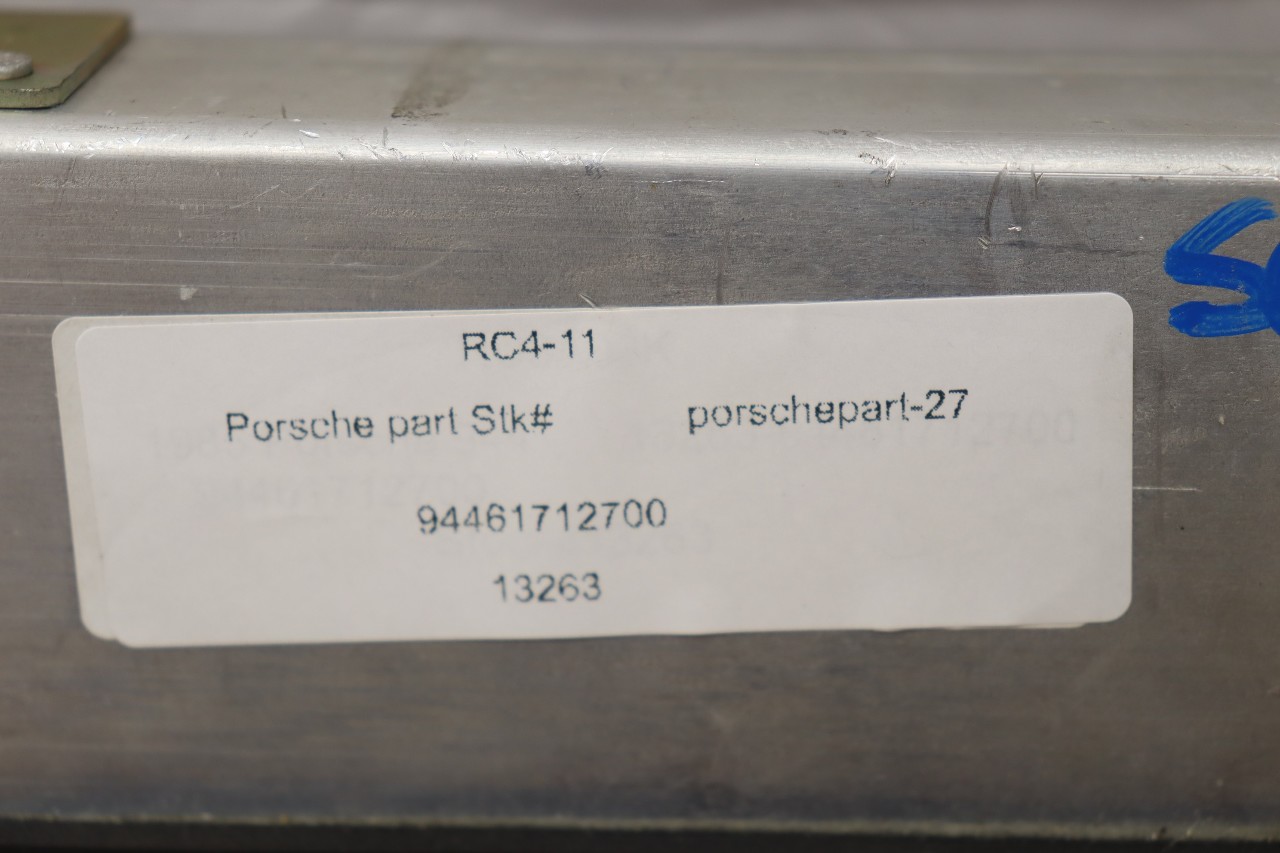 RC4-11
Porsche part Stk# porschepart-27
94461712700
13263